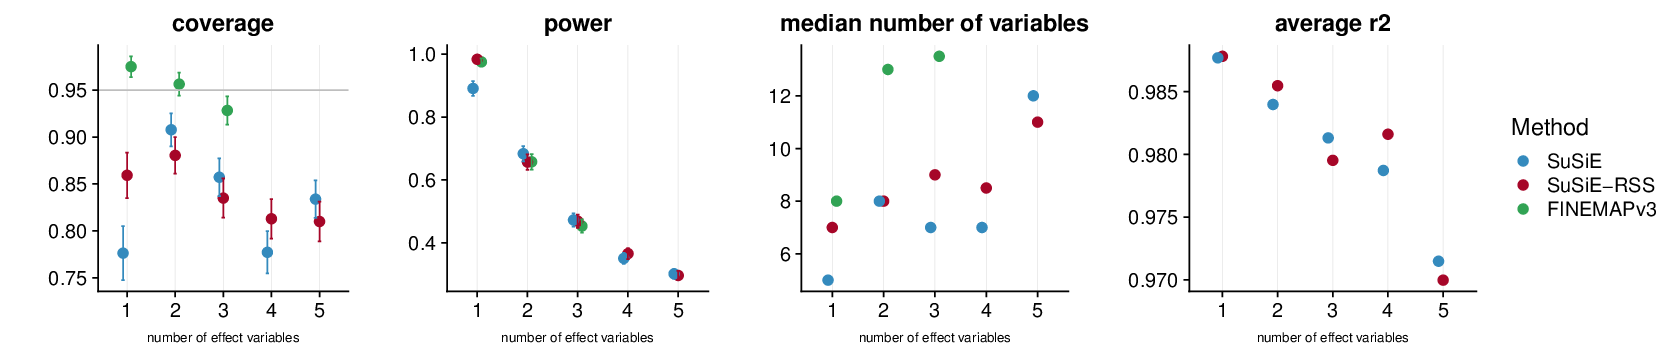 coverage
0.95
0.90
0.85
0.80
0.75
1 2 3 4 5
number of effect variables
power
1.0
0.8
0.6
0.4
1 2 3 4 5
number of effect variables
median number of variables
12
10
8
6
1 2 3 4 5
number of effect variables
average r2
0.985
0.980
0.975
0.970
1 2 3 4 5
number of effect variables
Method
SuSiE
SuSiE−RSS
FINEMAPv3